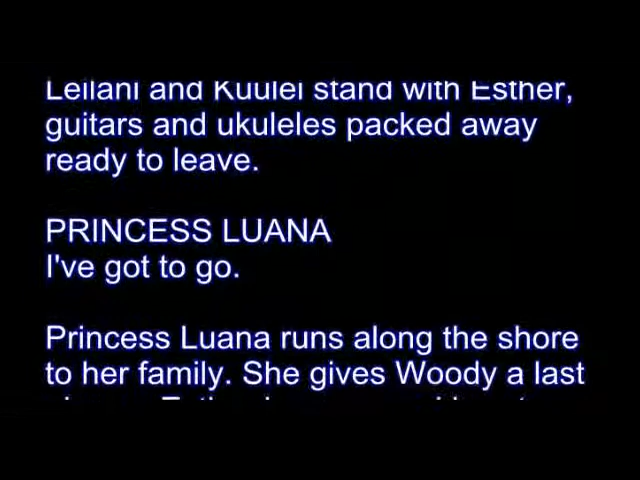 Leilani and Kuulei stand with Esther,
guitars and ukuleles packed away
ready to leave.
PRINCESS LUANA
I've got to go.
Princess Luana runs along the shore
to her family. She gives Woody a last